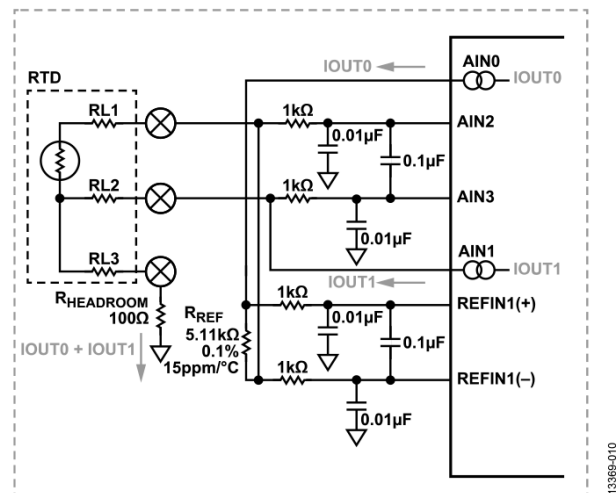 IOUT0
AIN0
IOUT0
RTD
RL1
1kΩ
0.01µF
AIN2
0.1µF
RL2
1kΩ
AIN3
0.01µF
AIN1
RL3
IOUT1
IOUT1
RHEADROOM
100Ω
RREF
5.11kΩ
0.1%
15ppm/°C
1kΩ
REFIN1(+)
0.01µF
0.1µF
IOUT0 + IOUT1
1kΩ
REFIN1(–)
0.01µF
13969-010